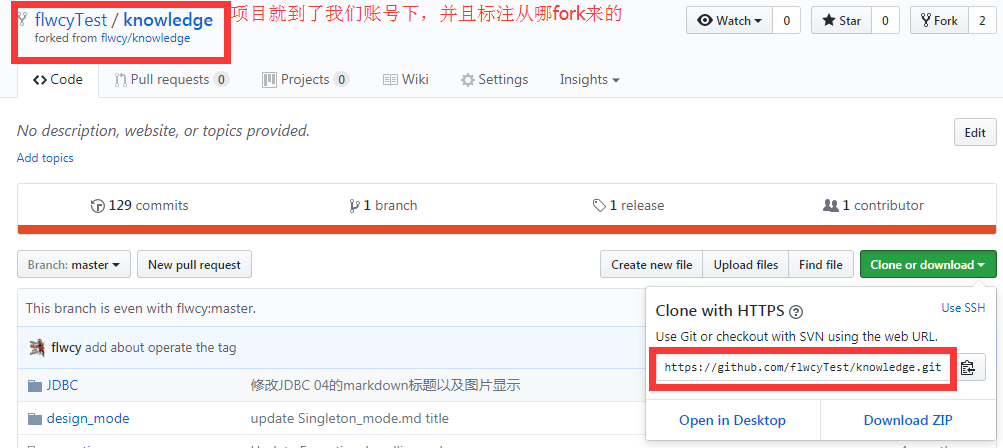 flwcyTest / knowledge
项目就到了我们账号下，并且标注从哪fork来的
Watch 0 Star 0 Fork 2
forked from flwcy/knowledge
Code Pull requests 0 Projects 0 Wiki Settings Insights
No description, website, or topics provided. Edit
Add topics
129 commits 1 branch 1 release 1 contributor
Branch: master New pull request Create new file Upload files Find file Clone or download
This branch is even with flwcy:master.
Clone with HTTPS ? Use SSH
Use Git or checkout with SVN using the web URL.
flwcy add about operate the tag
https://github.com/flwcyTest/knowledge.git
JDBC 修改JDBC 04的markdown标题以及图片显示
design_mode update Singleton_mode.md title
Open in Desktop Download ZIP